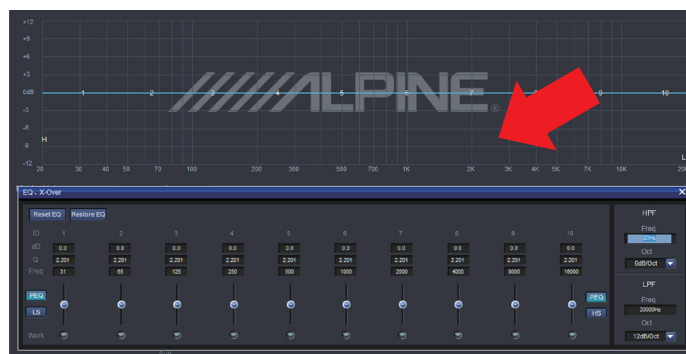 +12
+9
+6
+3
0dB
-3
-9
-12
1 2 3 4 5 6 7 8 9 10
ALPINE®
H
L
20 30 40 50 70 100 200 300 500 700 1K 2K 3K 4K 5K 7K 10K
EQ、X-Over
Reset EQ Restore EQ
ID 1 2 3 4 5 6 7 8 9 10
dB 0.0 0.0 0.0 0.0 0.0 0.0 0.0 0.0 0.0 0.0
Q 2.201 2.201 2.201 2.201 2.201 2.201 2.201 2.201 2.201 2.201
Freq 31 65 125 250 500 1000 2000 4000 8000 16000
PEQ
LS
PEQ
HS
Work
HPF
Freq
20Hz
Oct
6dB/Oct
LPF
Freq
20000Hz
Oct
12dB/Oct